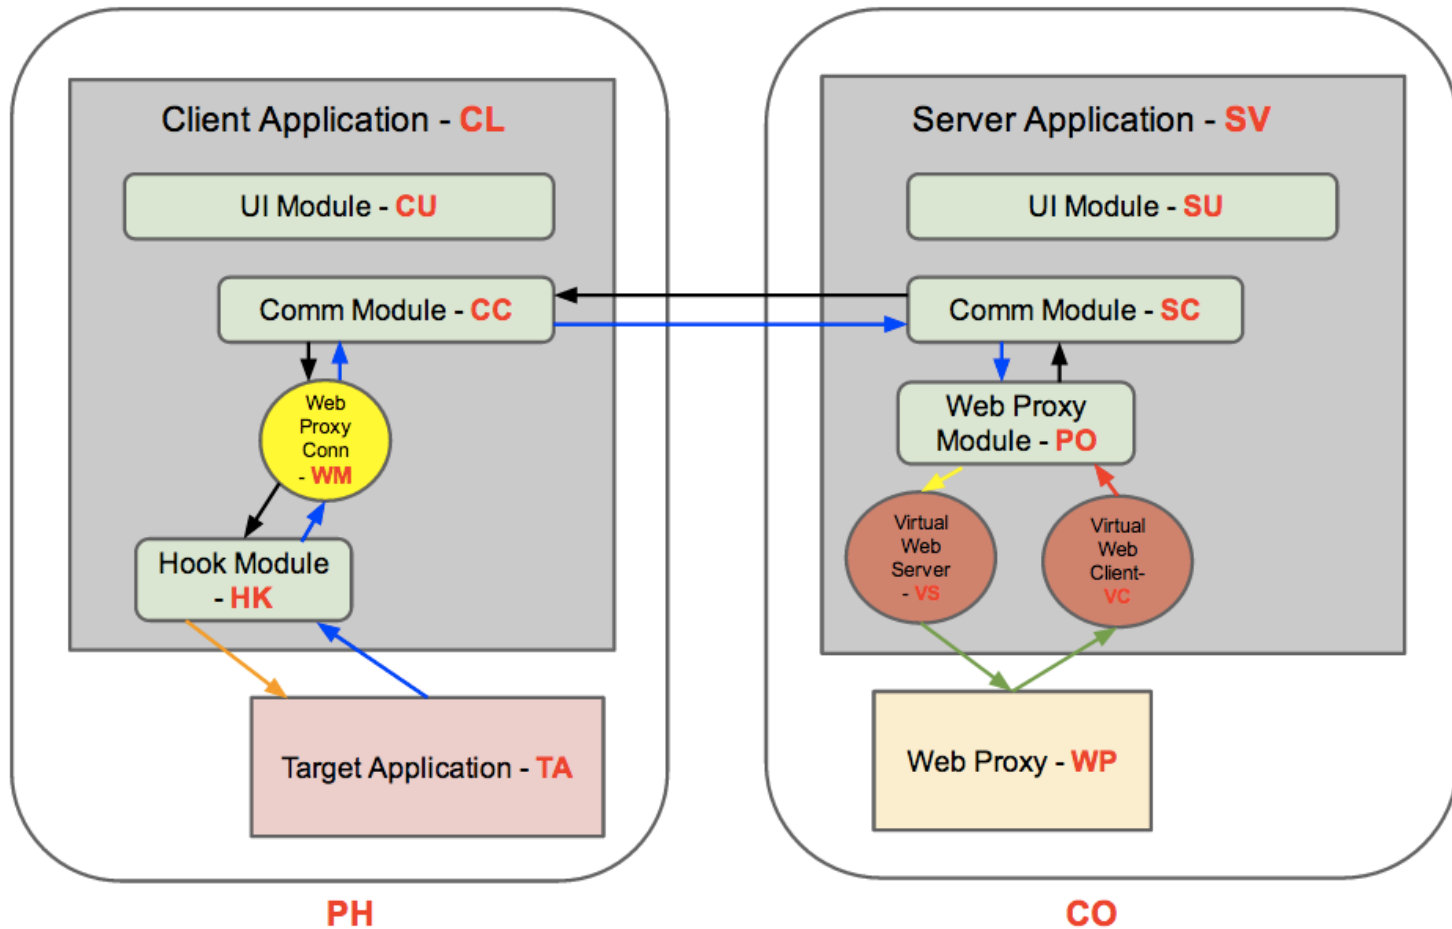 Client Application - CL
UI Module - CU
Comm Module - CC
Web
Proxy
Conn
- WM
Hook Module
- HK
Target Application - TA
PH
Server Application - SV
UI Module - SU
Comm Module - SC
Web Proxy
Module - PO
Virtual
Web
Server
- VS
Virtual
Web
Client-
VC
Web Proxy - WP
CO